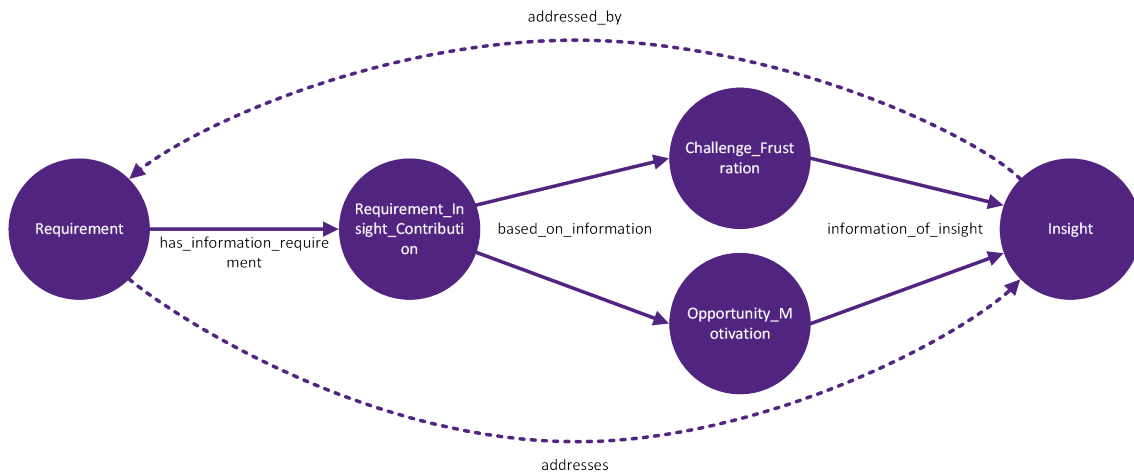 addressed_by
Challenge_Frust
ration
Requirement
Requirement_In
sight_Contributi
on
has_information_require
ment
based_on_information
information_of_insight
Insight
Opportunity_M
otivation
addresses